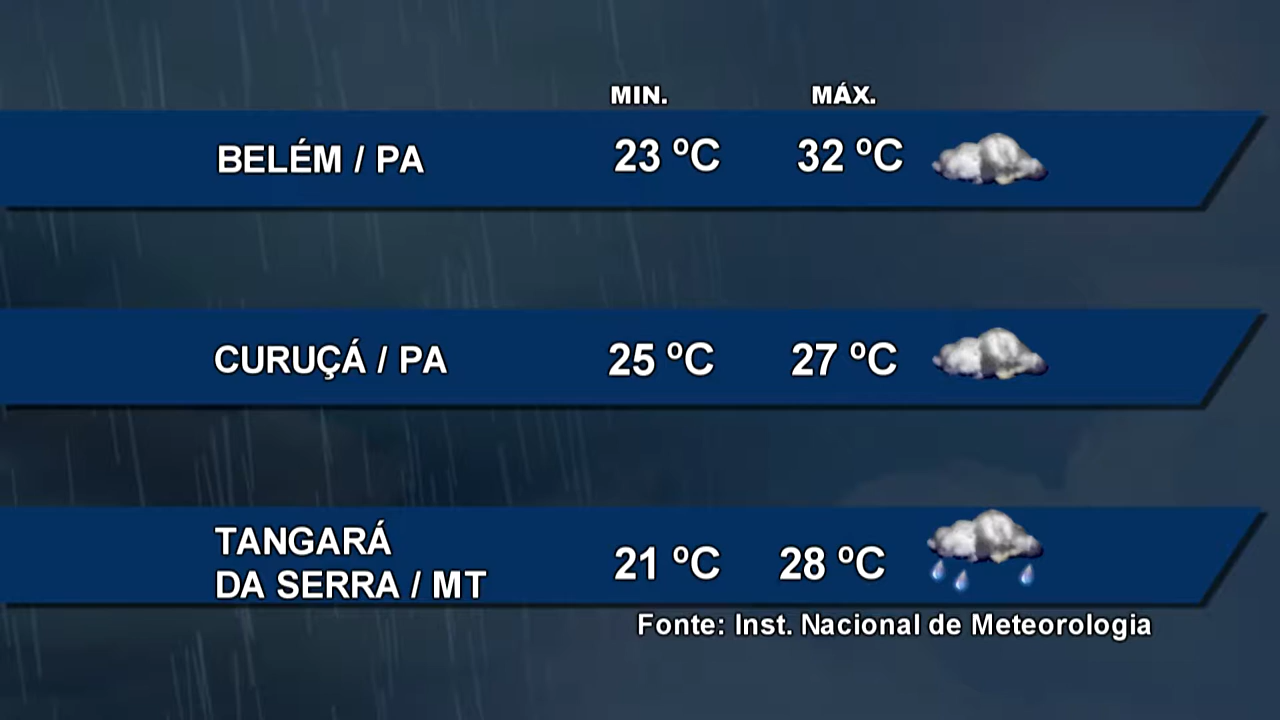 MIN. MÁX.
BELÉM / PA 23 ºC 32 ºC
CURUÇÁ / PA 25 ºC 27 ºC
TANGARÁ
DA SERRA / MT 21 ºC 28 ºC
Fonte: Inst. Nacional de Meteorologia